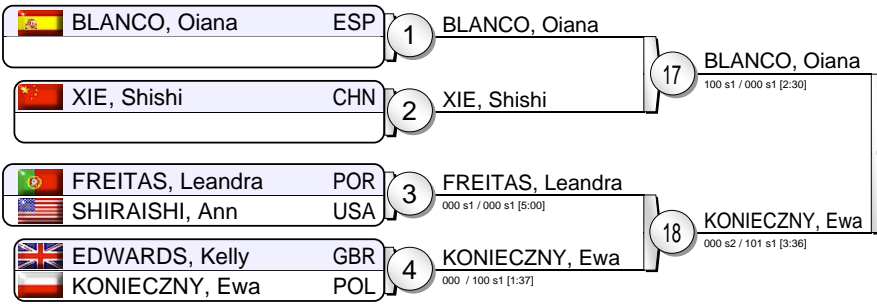 BLANCO, Oiana ESP
1
BLANCO, Oiana
17
BLANCO, Oiana
100 s1 / 000 s1 [2:30]
XIE, Shishi CHN
2
XIE, Shishi
FREITAS, Leandra POR
SHIRAISHI, Ann USA
3
FREITAS, Leandra
000 s1 / 000 s1 [5:00]
18
KONIECZNY, Ewa
000 s2 / 101 s1 [3:36]
EDWARDS, Kelly GBR
KONIECZNY, Ewa POL
4
KONIECZNY, Ewa
000 / 100 s1 [1:37]